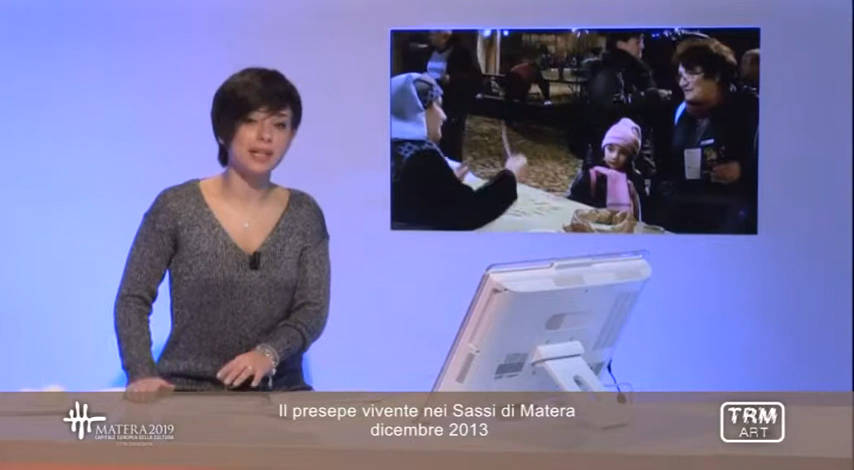 Il presepe vivente nei Sassi di Matera
dicembre 2013
MATERA 2019
CAPITALE EUROPEA DELLA CULTURA
TRM
ART